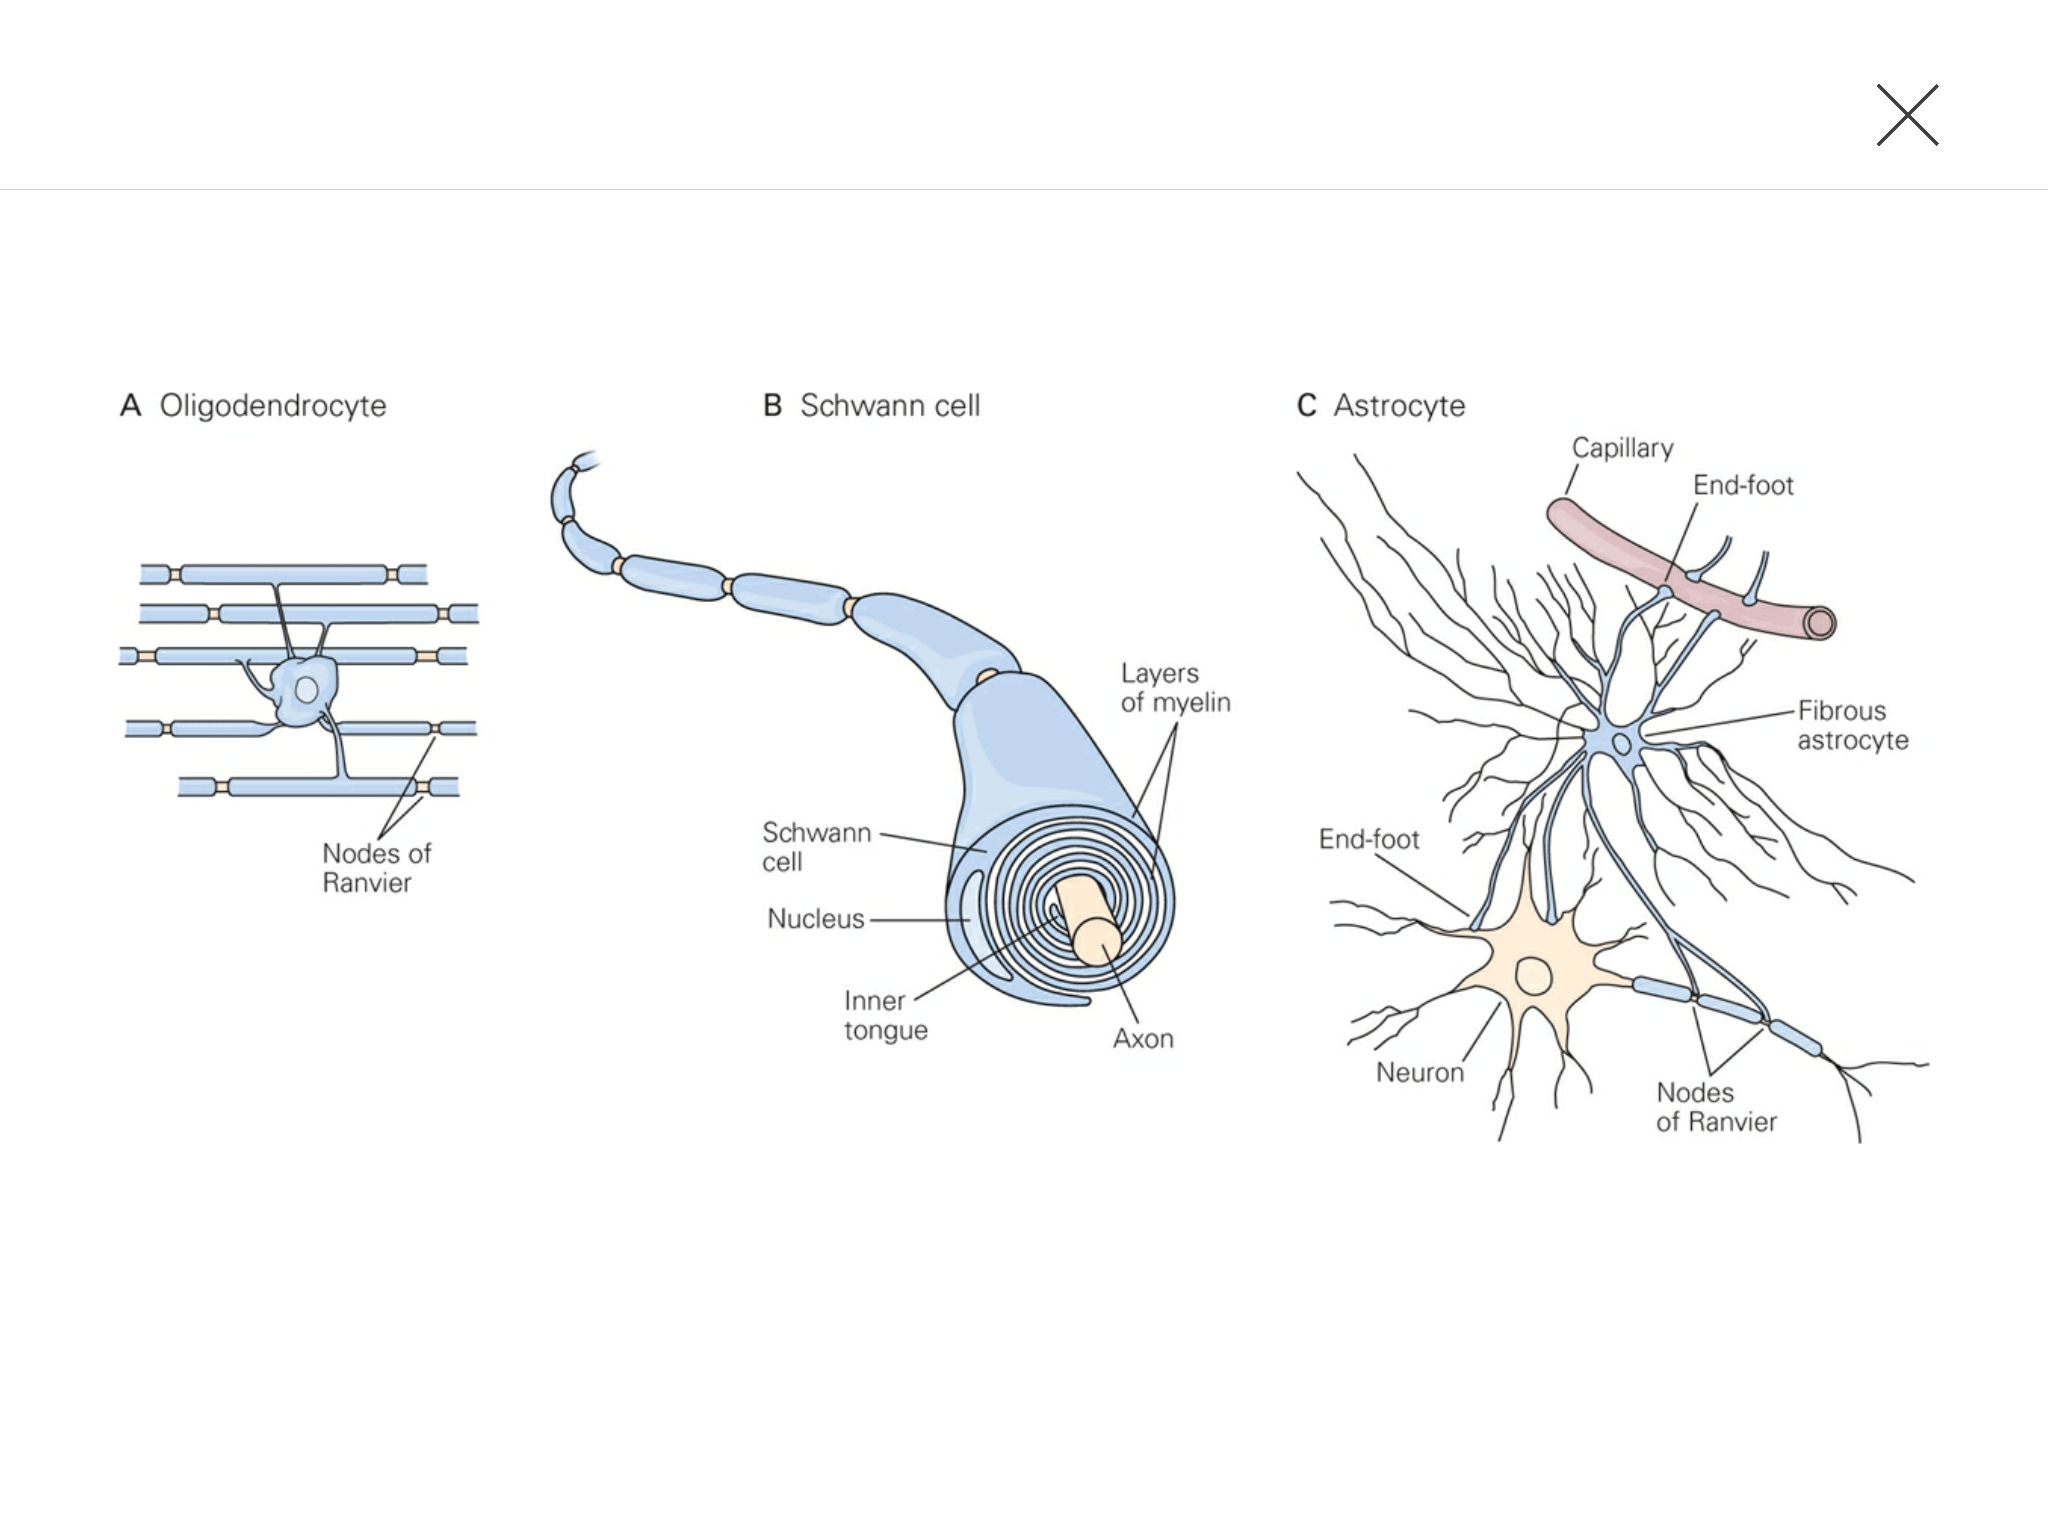 A Oligodendrocyte
Nodes of
Ranvier
B Schwann cell
Layers
of myelin
Schwann
cell
Nucleus
Inner
tongue
Axon
C Astrocyte
Capillary
End-foot
Fibrous
astrocyte
End-foot
Neuron
Nodes
of Ranvier